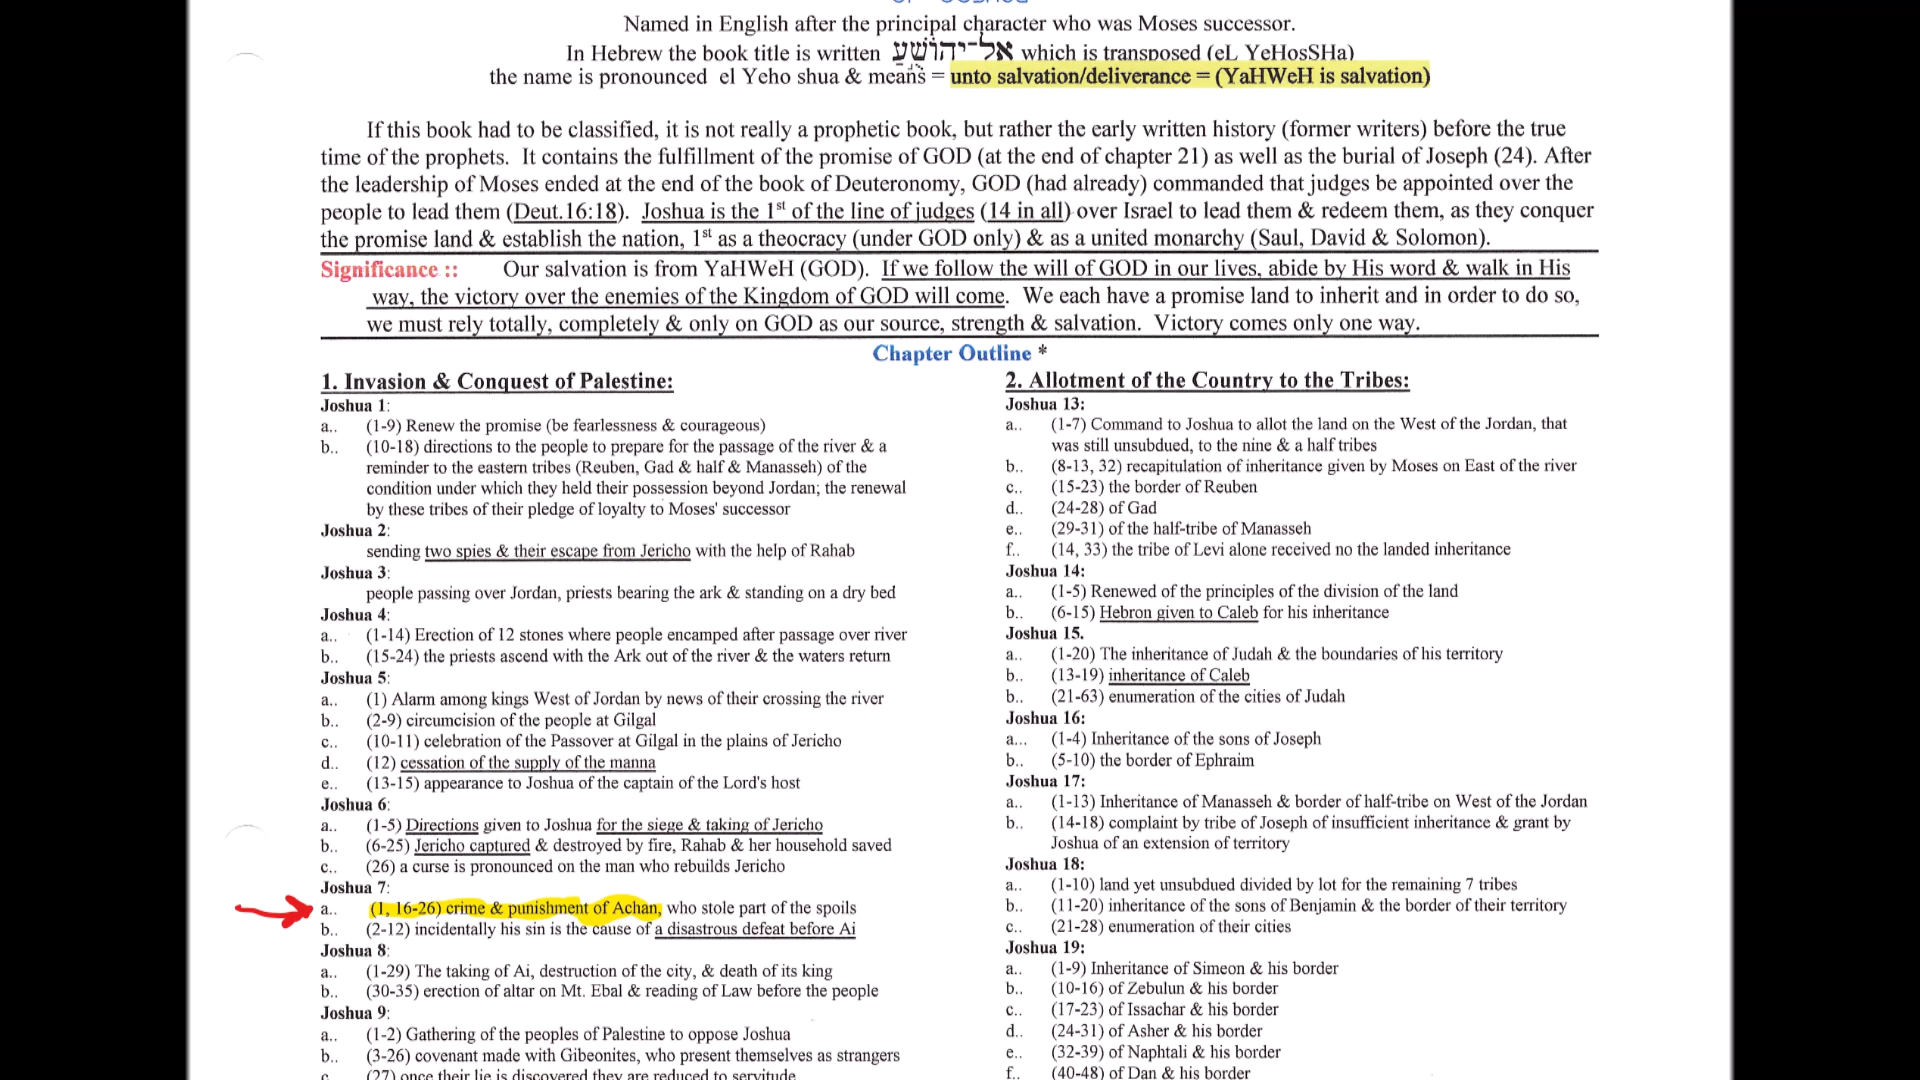 OF JOSHUA
Named in English after the principal character who was Moses successor.
In Hebrew the book title is written אל־יהוֹשׁע which is transposed (eL YeHosSHa)
the name is pronounced el Yeho shua & means = unto salvation/deliverance = (YaHWeH is salvation)
If this book had to be classified, it is not really a prophetic book, but rather the early written history (former writers) before the true
time of the prophets. It contains the fulfillment of the promise of GOD (at the end of chapter 21) as well as the burial of Joseph (24). After
the leadership of Moses ended at the end of the book of Deuteronomy, GOD (had already) commanded that judges be appointed over the
people to lead them (Deut.16:18). Joshua is the 1st of the line of judges (14 in all) over Israel to lead them & redeem them, as they conquer
the promise land & establish the nation, 1st as a theocracy (under GOD only) & as a united monarchy (Saul, David & Solomon).
Significance :: Our salvation is from YaHWeH (GOD). If we follow the will of GOD in our lives, abide by His word & walk in His
way, the victory over the enemies of the Kingdom of GOD will come. We each have a promise land to inherit and in order to do so,
we must rely totally, completely & only on GOD as our source, strength & salvation. Victory comes only one way.
Chapter Outline *
1. Invasion & Conquest of Palestine:
Joshua 1:
a.. (1-9) Renew the promise (be fearlessness & courageous)
b.. (10-18) directions to the people to prepare for the passage of the river & a
reminder to the eastern tribes (Reuben, Gad & half & Manasseh) of the
condition under which they held their possession beyond Jordan; the renewal
by these tribes of their pledge of loyalty to Moses' successor
Joshua 2:
sending two spies & their escape from Jericho with the help of Rahab
Joshua 3:
people passing over Jordan, priests bearing the ark & standing on a dry bed
Joshua 4:
a.. (1-14) Erection of 12 stones where people encamped after passage over river
b.. (15-24) the priests ascend with the Ark out of the river & the waters return
Joshua 5:
a.. (1) Alarm among kings West of Jordan by news of their crossing the river
b.. (2-9) circumcision of the people at Gilgal
c.. (10-11) celebration of the Passover at Gilgal in the plains of Jericho
d.. (12) cessation of the supply of the manna
e.. (13-15) appearance to Joshua of the captain of the Lord's host
Joshua 6:
a.. (1-5) Directions given to Joshua for the siege & taking of Jericho
b.. (6-25) Jericho captured & destroyed by fire, Rahab & her household saved
c.. (26) a curse is pronounced on the man who rebuilds Jericho
Joshua 7:
a.. (1, 16-26) crime & punishment of Achan, who stole part of the spoils
b.. (2-12) incidentally his sin is the cause of a disastrous defeat before Ai
Joshua 8:
a.. (1-29) The taking of Ai, destruction of the city, & death of its king
b.. (30-35) erection of altar on Mt. Ebal & reading of Law before the people
Joshua 9:
a.. (1-2) Gathering of the peoples of Palestine to oppose Joshua
b.. (3-26) covenant made with Gibeonites, who present themselves as strangers
c.. (27) once their lie is discovered they are reduced to servitude
2. Allotment of the Country to the Tribes:
Joshua 13:
a.. (1-7) Command to Joshua to allot the land on the West of the Jordan, that
was still unsubdued, to the nine & a half tribes
b.. (8-13, 32) recapitulation of inheritance given by Moses on East of the river
c.. (15-23) the border of Reuben
d.. (24-28) of Gad
e.. (29-31) of the half-tribe of Manasseh
f.. (14, 33) the tribe of Levi alone received no the landed inheritance
Joshua 14:
a.. (1-5) Renewed of the principles of the division of the land
b.. (6-15) Hebron given to Caleb for his inheritance
Joshua 15.
a.. (1-20) The inheritance of Judah & the boundaries of his territory
b.. (13-19) inheritance of Caleb
b.. (21-63) enumeration of the cities of Judah
Joshua 16:
a... (1-4) Inheritance of the sons of Joseph
b.. (5-10) the border of Ephraim
Joshua 17:
a.. (1-13) Inheritance of Manasseh & border of half-tribe on West of the Jordan
b.. (14-18) complaint by tribe of Joseph of insufficient inheritance & grant by
Joshua of an extension of territory
Joshua 18:
a.. (1-10) land yet unsubdued divided by lot for the remaining 7 tribes
b.. (11-20) inheritance of the sons of Benjamin & the border of their territory
c.. (21-28) enumeration of their cities
Joshua 19:
a.. (1-9) Inheritance of Simeon & his border
b.. (10-16) of Zebulun & his border
c.. (17-23) of Issachar & his border
d.. (24-31) of Asher & his border
e.. (32-39) of Naphtali & his border
f.. (40-48) of Dan & his border